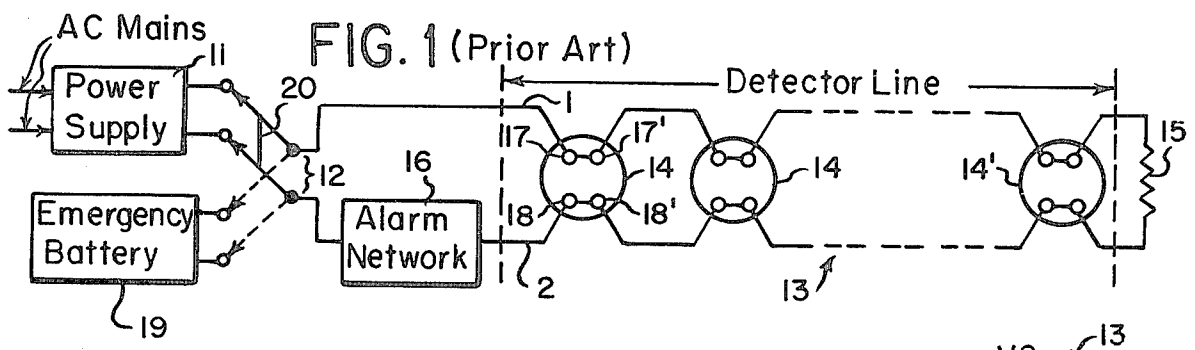 AC Mains
FIG. 1 (Prior Art)
11
Power
Supply
20
Detector Line
1
17
17'
15
12
16
14
14
14'
Emergency
Battery
Alarm
Network
18
18'
2
13
19
13